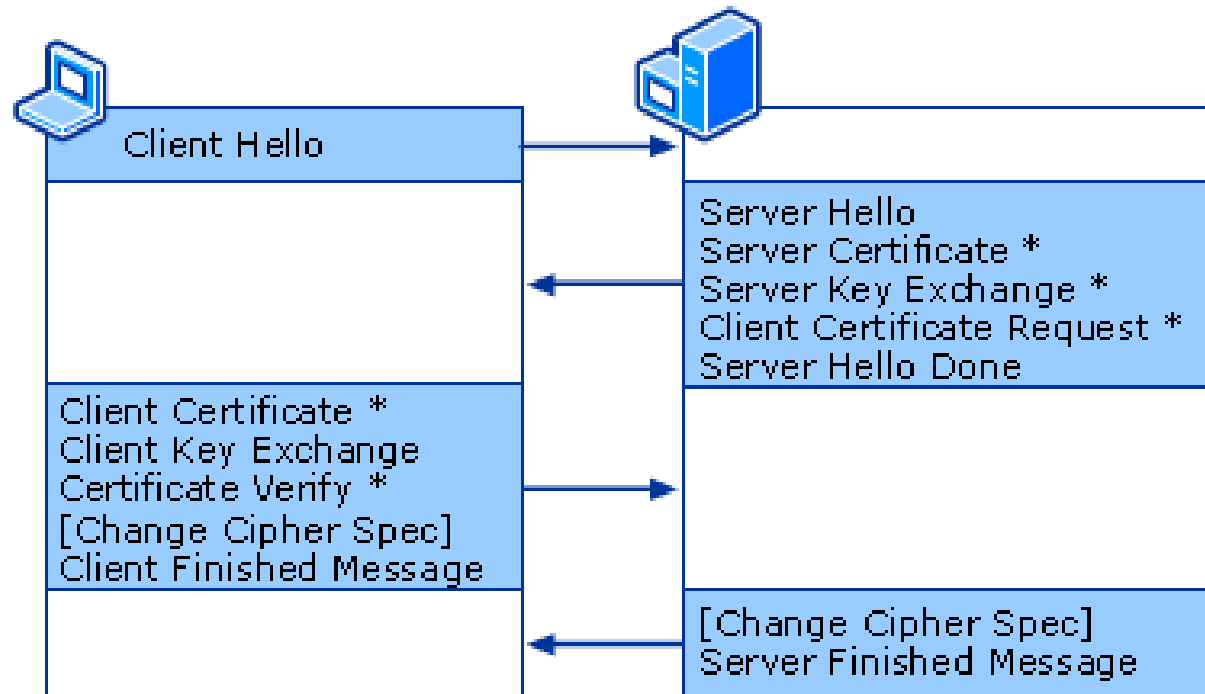 Client Hello
Server Hello
Server Certificate *
Server Key Exchange *
Client Certificate Request *
Server Hello Done
Client Certificate *
Client Key Exchange
Certificate Verify *
[Change Cipher Spec]
Client Finished Message
[Change Cipher Spec]
Server Finished Message